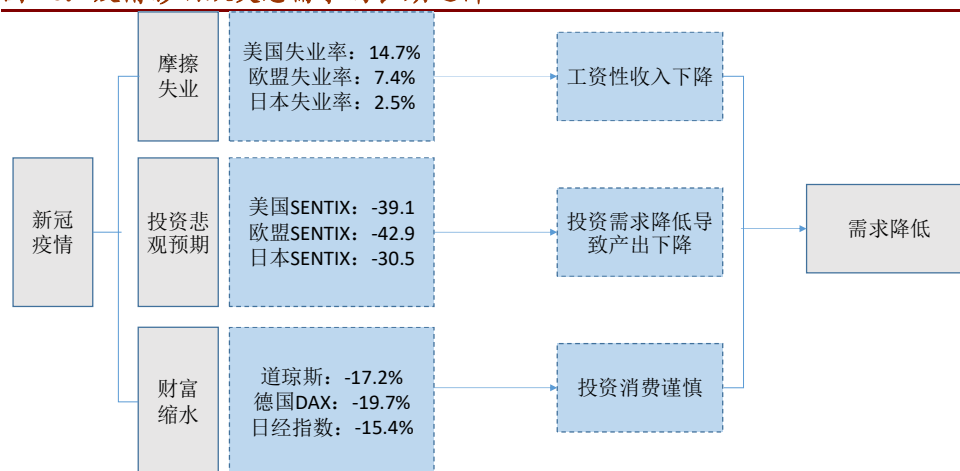 新冠
疫情
摩擦
失业
美国失业率：14.7%
欧盟失业率：7.4%
日本失业率：2.5%
工资性收入下降
投资悲
观预期
美国SENTIX：-39.1
欧盟SENTIX：-42.9
日本SENTIX：-30.5
投资需求降低导
致产出下降
财富
缩水
道琼斯：-17.2%
德国DAX：-19.7%
日经指数：-15.4%
投资消费谨慎
需求降低